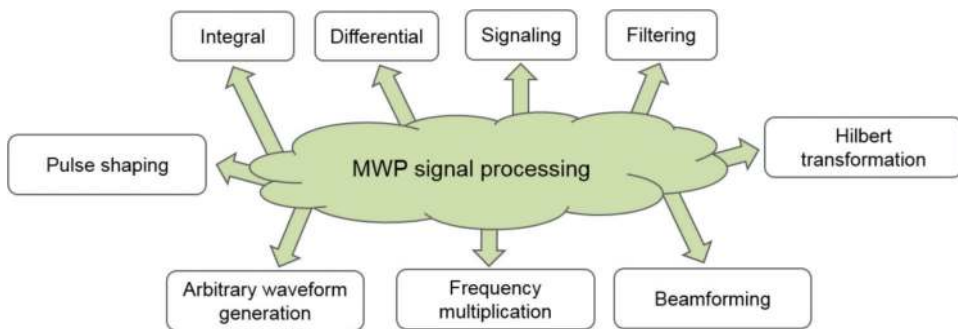 Integral
Differential
Signaling
Filtering
Pulse shaping
MWP signal processing
Hilbert
transformation
Arbitrary waveform
generation
Frequency
multiplication
Beamforming